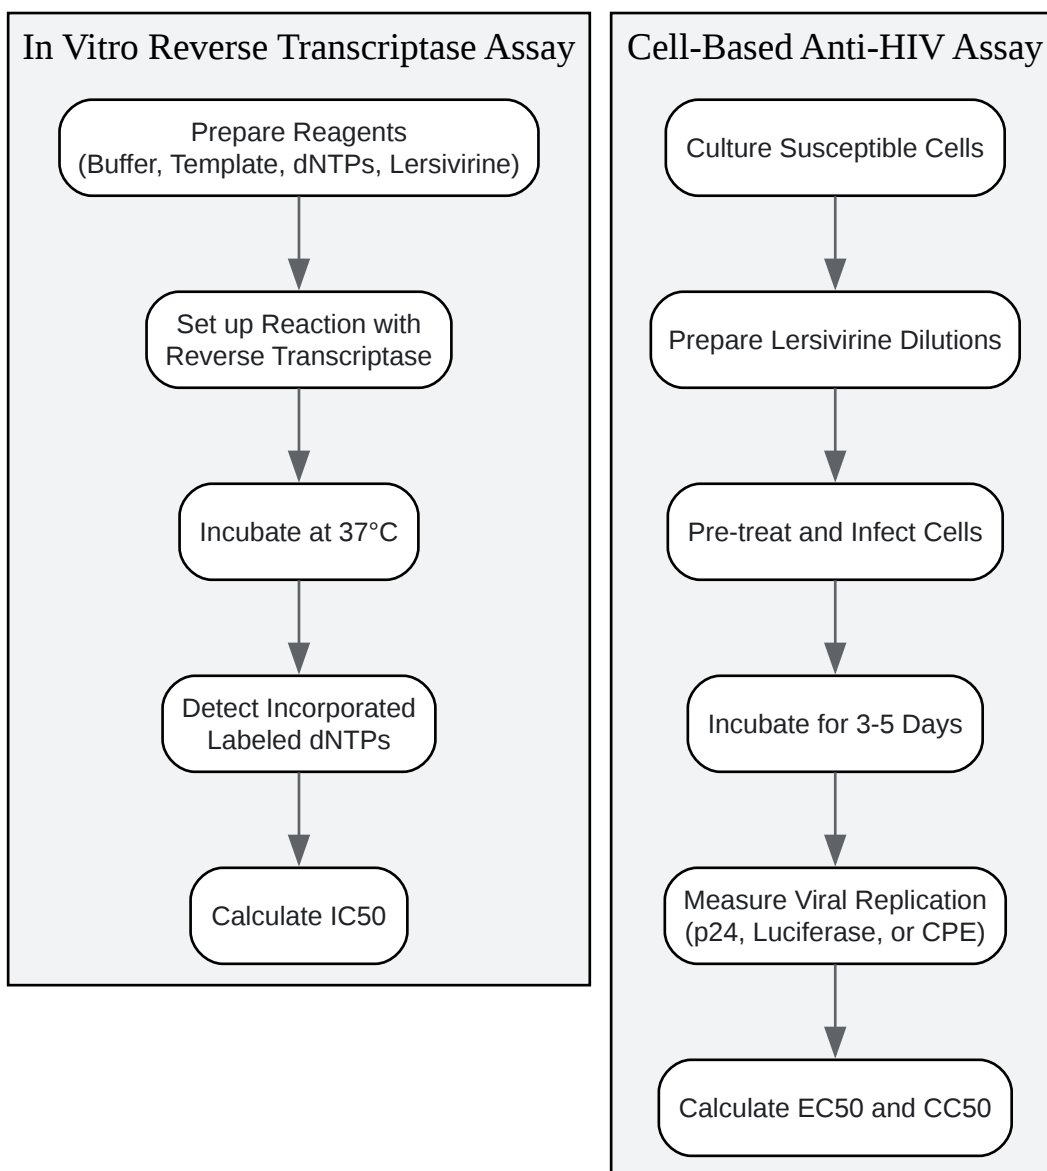 In Vitro Reverse Transcriptase Assay
Prepare Reagents
(Buffer, Template, dNTPs, Lersivirine)
Set up Reaction with
Reverse Transcriptase
Incubate at 37°C
Detect Incorporated
Labeled dNTPs
Calculate IC50
Cell-Based Anti-HIV Assay
Culture Susceptible Cells
Prepare Lersivirine Dilutions
Pre-treat and Infect Cells
Incubate for 3-5 Days
Measure Viral Replication
(p24, Luciferase, or CPE)
Calculate EC50 and CC50